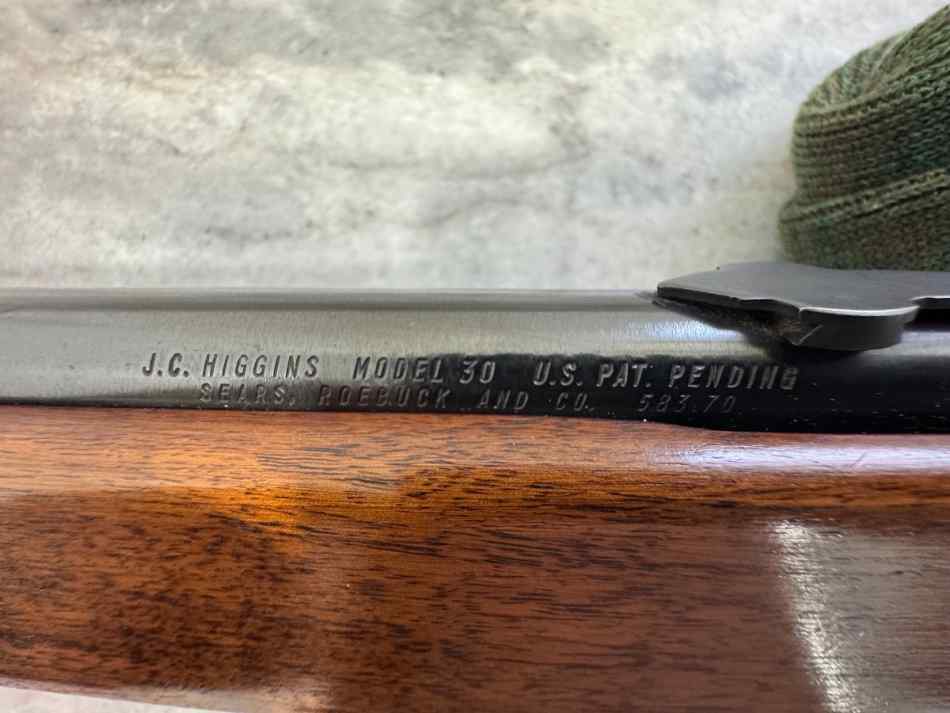 J.C. HIGGINS MODEL 30 U.S. PAT. PENDING
SEARS, ROEBUCK AND CO. 583.70